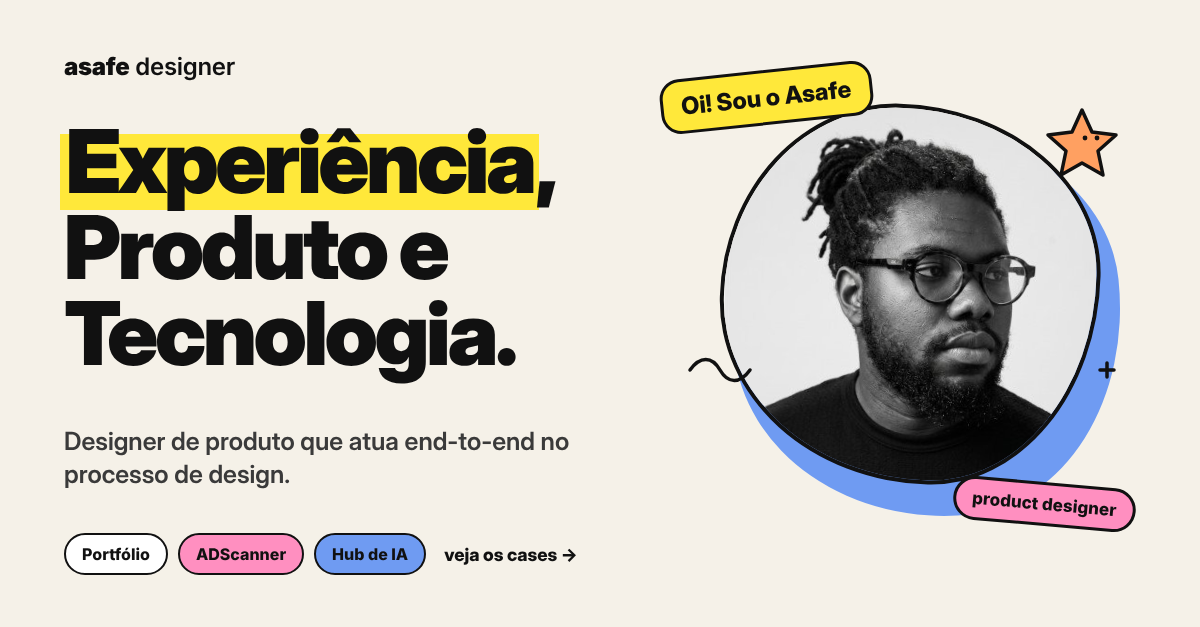 asafe designer
Experiência,
Produto e
Tecnologia.
Designer de produto que atua end-to-end no
processo de design.
Portfólio
ADScanner
Hub de IA
veja os cases →
Oi! Sou o Asafe
product designer